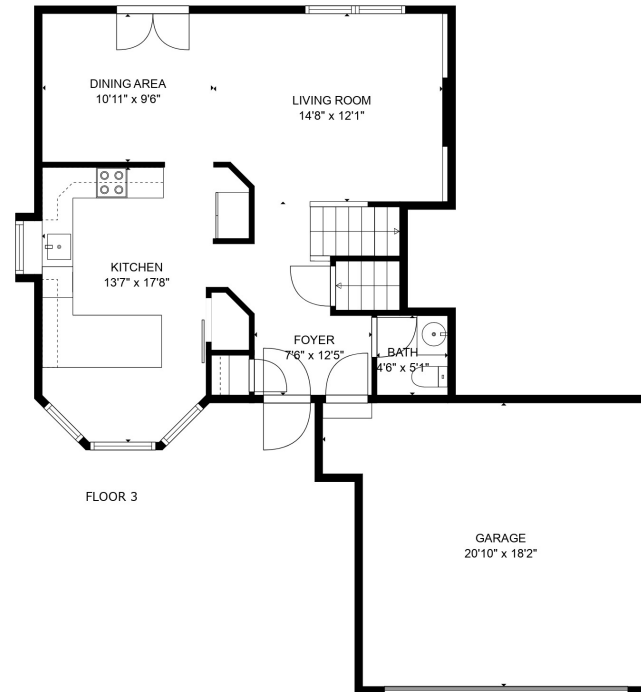 DINING AREA
10'11" x 9'6"
LIVING ROOM
14'8" x 12'1"
KITCHEN
13'7" x 17'8"
FOYER
7'6" x 12'5"
BATH
4'6" x 5'1"
FLOOR 3
GARAGE
20'10" x 18'2"